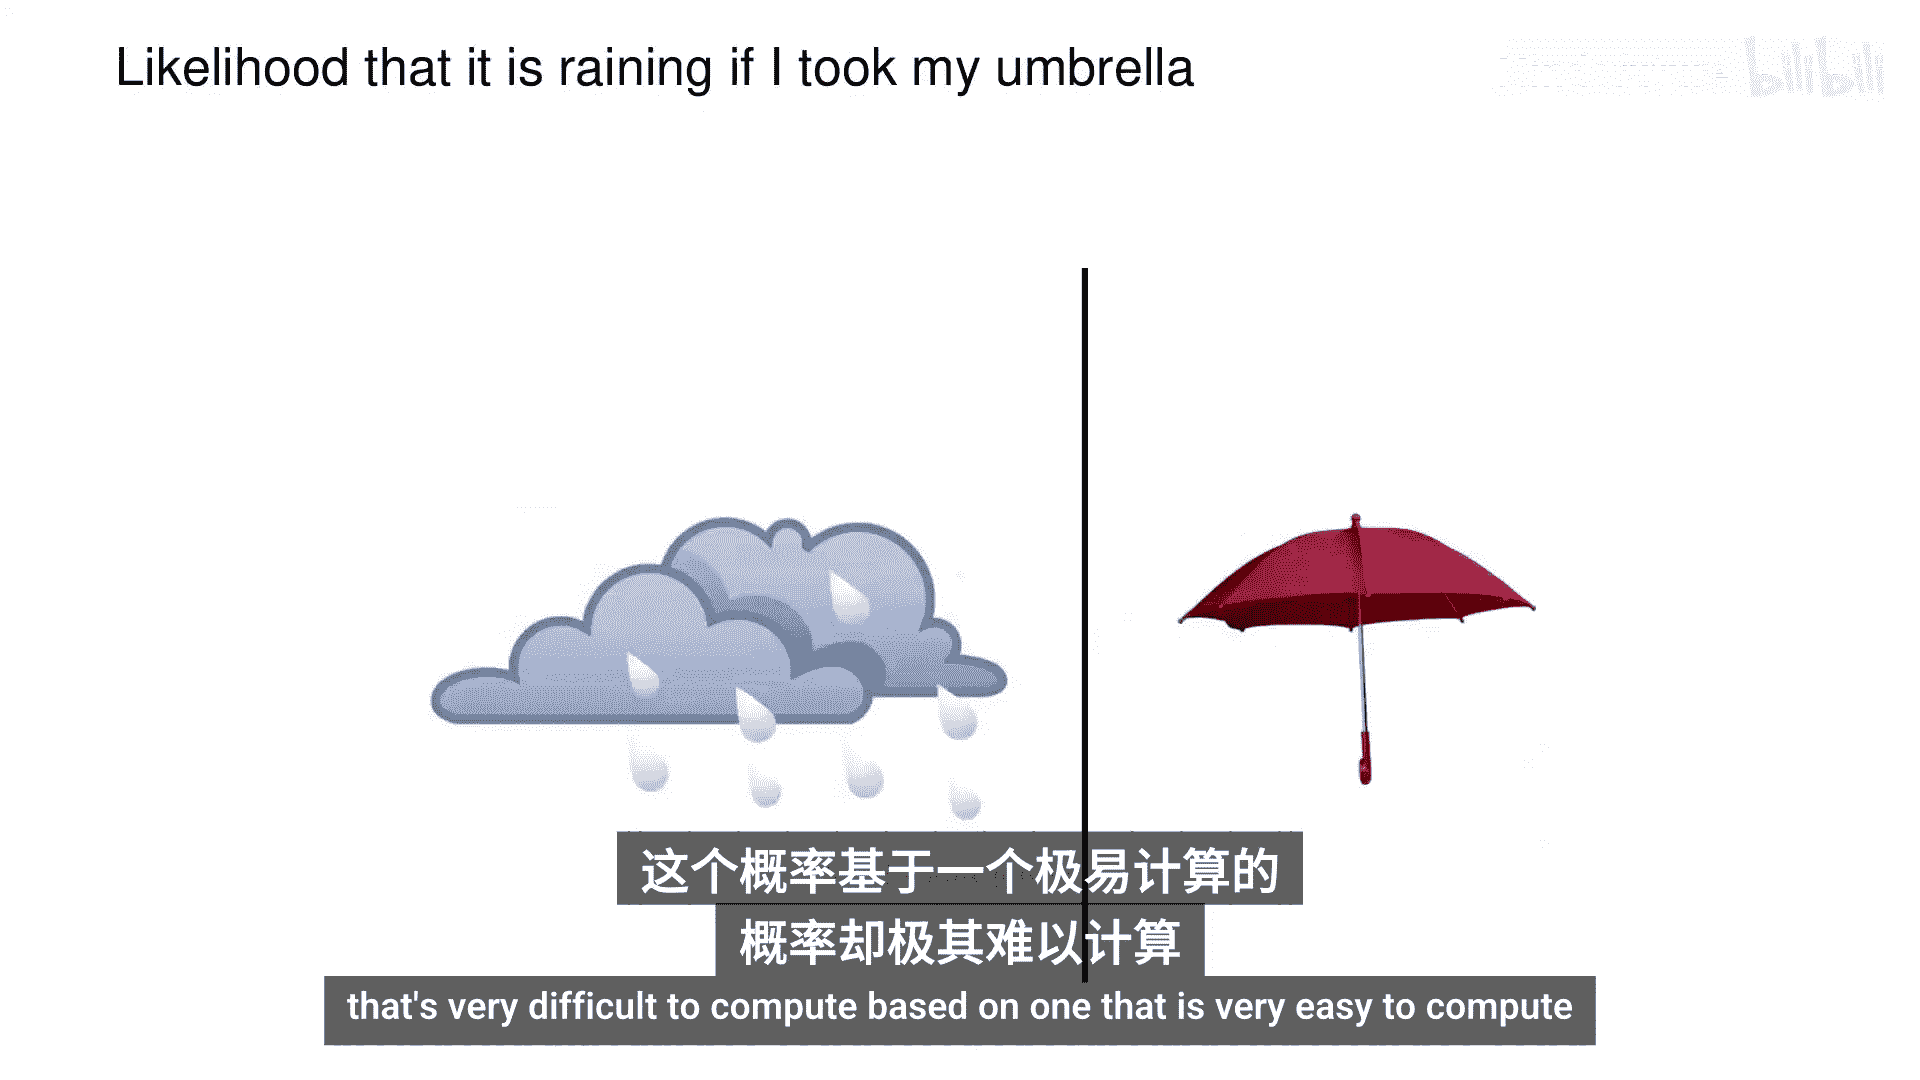 Likelihood that it is raining if I took my umbrella
bilibili
这个概率基于一个极易计算的
概率却极其难以计算
that's very difficult to compute based on one that is very easy to compute